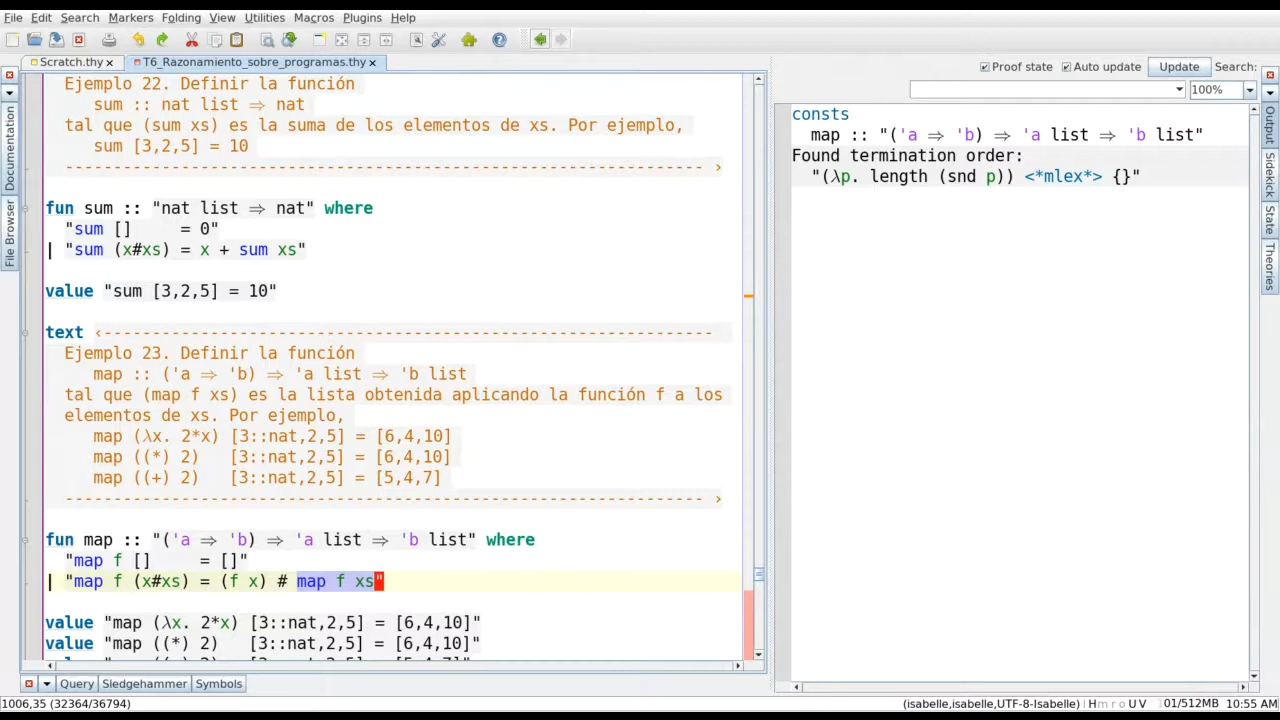 File Edit Search Markers Folding View Utilities Macros Plugins Help
Scratch.thy
T6_Razonamiento_sobre_programas.thy
Documentation
File Browser
Ejemplo 22. Definir la función
sum :: nat list ⇒ nat
tal que (sum xs) es la suma de los elementos de xs. Por ejemplo,
sum [3,2,5] = 10
---------------------------------------------------------------- ›
fun sum :: "nat list ⇒ nat" where
"sum [] = 0"
| "sum (x#xs) = x + sum xs"
value "sum [3,2,5] = 10"
text ‹---------------------------------------------------------------
Ejemplo 23. Definir la función
map :: ('a ⇒ 'b) ⇒ 'a list ⇒ 'b list
tal que (map f xs) es la lista obtenida aplicando la función f a los
elementos de xs. Por ejemplo,
map (λx. 2*x) [3::nat,2,5] = [6,4,10]
map ((*) 2) [3::nat,2,5] = [6,4,10]
map ((+) 2) [3::nat,2,5] = [5,4,7]
---------------------------------------------------------------- ›
fun map :: "('a ⇒ 'b) ⇒ 'a list ⇒ 'b list" where
"map f [] = []"
| "map f (x#xs) = (f x) # map f xs"
value "map (λx. 2*x) [3::nat,2,5] = [6,4,10]"
value "map ((*) 2) [3::nat,2,5] = [6,4,10]"
Proof state Auto update Update Search:
100%
consts
map :: "('a ⇒ 'b) ⇒ 'a list ⇒ 'b list"
Found termination order:
"(λp. length (snd p)) <*mlex*> {}"
Output
Sidekick
State
Theories
Query Sledgehammer Symbols
1006,35 (32364/36794)
(isabelle,isabelle,UTF-8-Isabelle) H m r o U V 01/512MB 10:55 AM